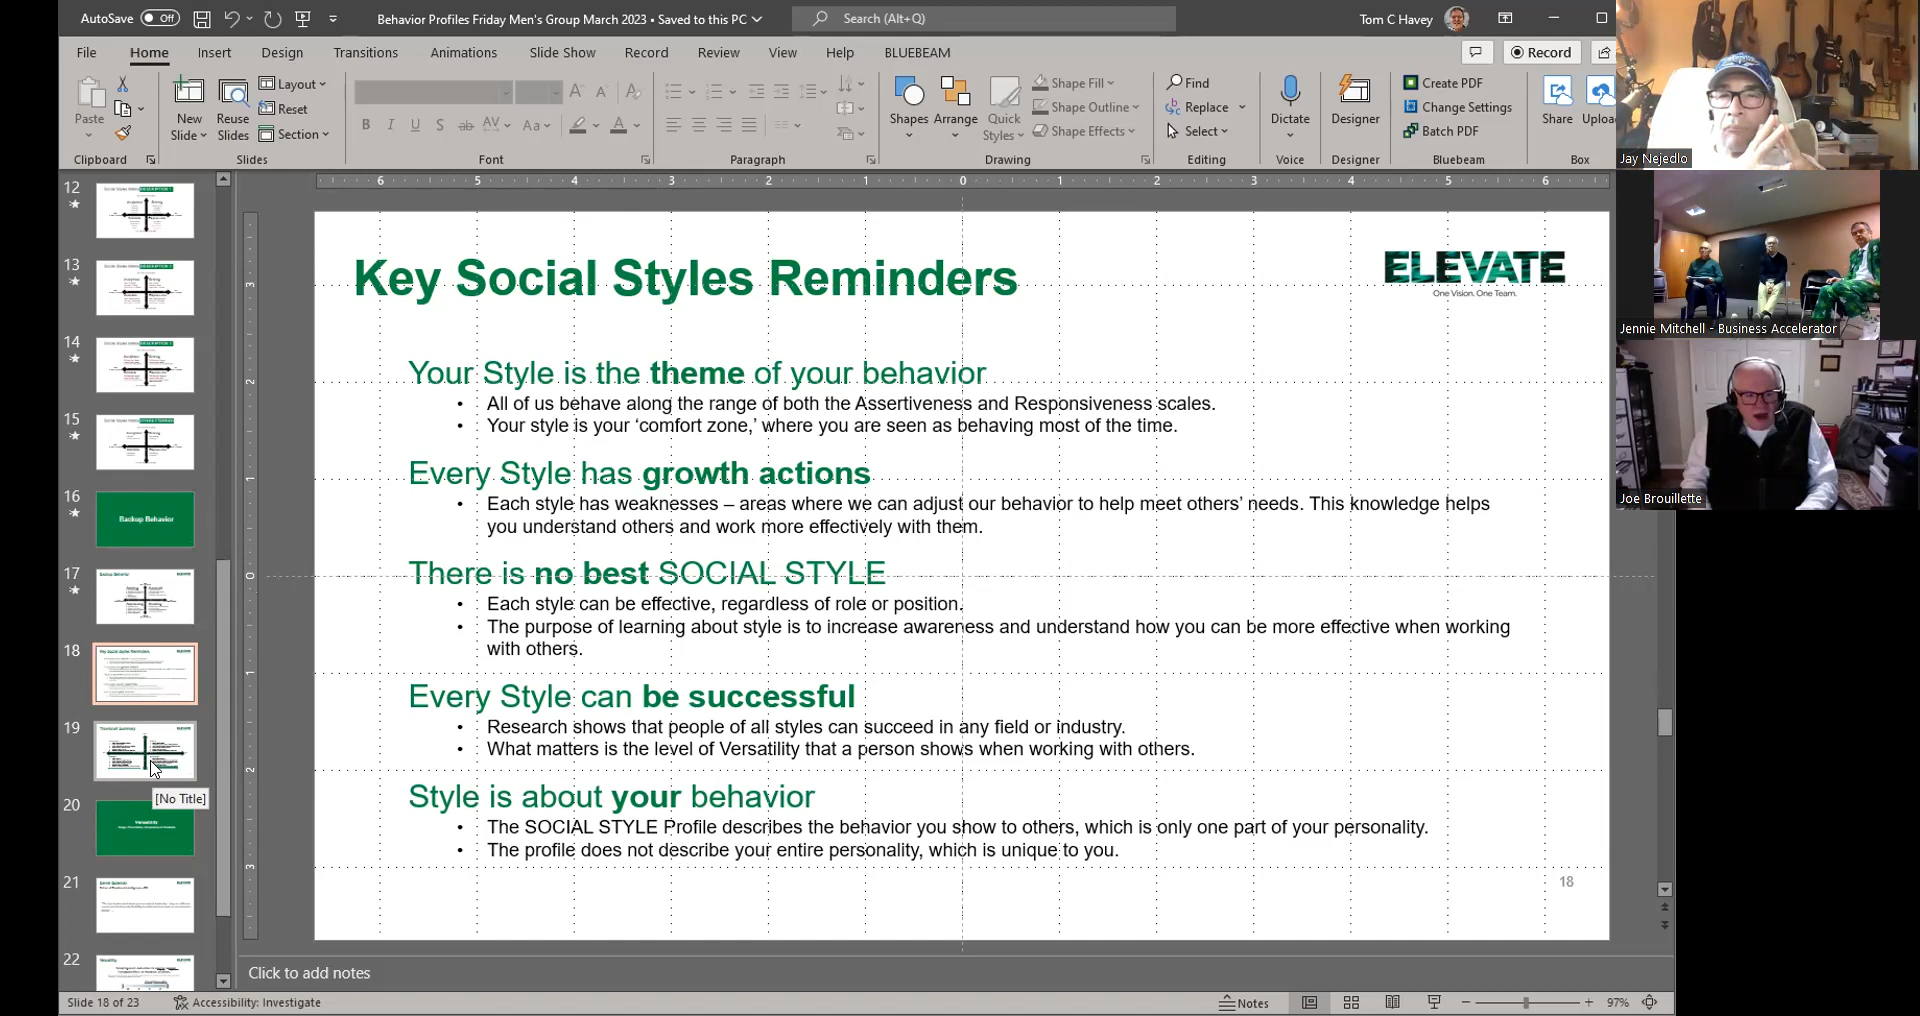 AutoSave Off Behavior Profiles Friday Men's Group March 2023 • Saved to this PC Search (Alt+Q) Tom C Havey
File Home Insert Design Transitions Animations Slide Show Record Review View Help BLUEBEAM Record
Paste New Slide Reuse Slides Layout Reset Section
Shapes Arrange Quick Styles Shape Fill Shape Outline Shape Effects
Find Replace Select Dictate Designer
Create PDF Change Settings Batch PDF Share Uploa
Clipboard Slides Font Paragraph Drawing Editing Voice Designer Bluebeam Box
Jay Nejedlo
Jennie Mitchell - Business Accelerator
Joe Brouillette
12
13
14
15
16
Backup Behavior
17
18
19
[No Title]
20
Versatility
21
22
Key Social Styles Reminders
ELEVATE
One Vision. One Team.
Your Style is the theme of your behavior
• All of us behave along the range of both the Assertiveness and Responsiveness scales.
• Your style is your ‘comfort zone,’ where you are seen as behaving most of the time.
Every Style has growth actions
• Each style has weaknesses – areas where we can adjust our behavior to help meet others’ needs. This knowledge helps
you understand others and work more effectively with them.
There is no best SOCIAL STYLE
• Each style can be effective, regardless of role or position.
• The purpose of learning about style is to increase awareness and understand how you can be more effective when working
with others.
Every Style can be successful
• Research shows that people of all styles can succeed in any field or industry.
• What matters is the level of Versatility that a person shows when working with others.
Style is about your behavior
• The SOCIAL STYLE Profile describes the behavior you show to others, which is only one part of your personality.
• The profile does not describe your entire personality, which is unique to you.
18
Click to add notes
Slide 18 of 23 Accessibility: Investigate Notes 97%